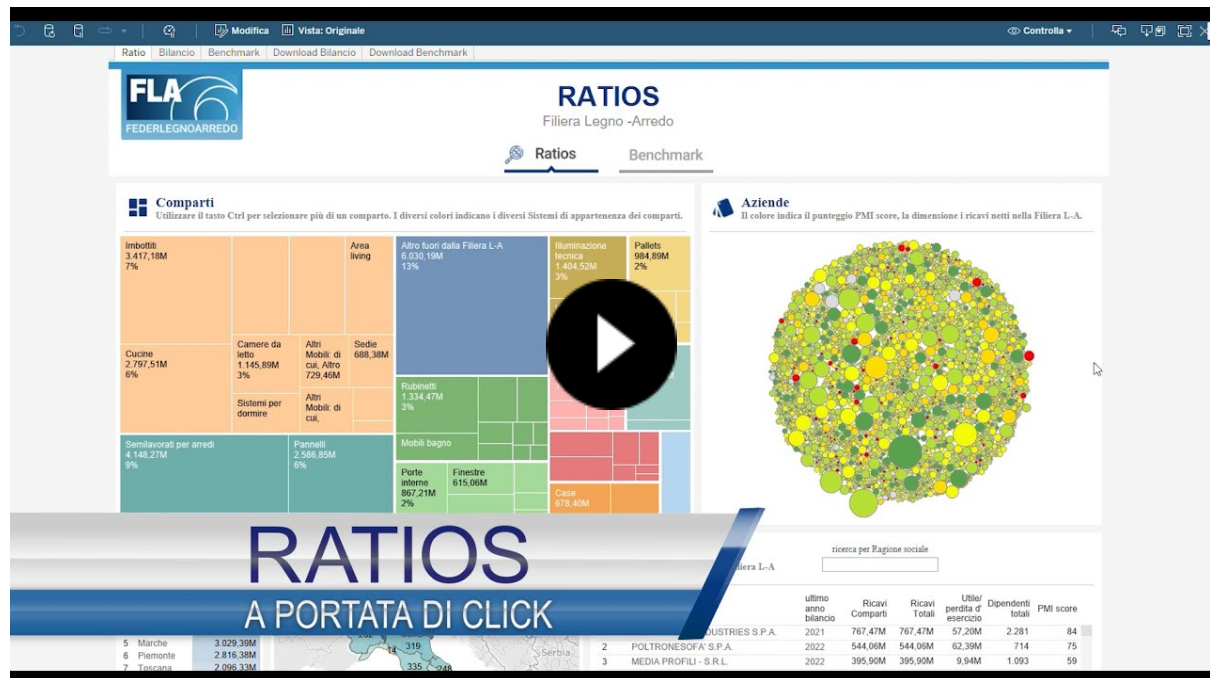 Modifica
Vista: Originale
Controlla
Ratio
Bilancio
Benchmark
Download Bilancio
Download Benchmark
FLA
FEDERLEGNOARREDO
RATIOS
Filiera Legno -Arredo
Ratios
Benchmark
Comparti
Utilizzare il tasto Ctrl per selezionare più di un comparto. I diversi colori indicano i diversi Sistemi di appartenenza dei comparti.
Aziende
Il colore indica il punteggio PMI score, la dimensione i ricavi netti nella Filiera L-A.
Imbottiti
3.417,18M
7%
Area
living
Altro fuori dalla Filiera L-A
6.030,19M
13%
Illuminazione
tecnica
1.404,52M
3%
Pallets
984,89M
2%
Cucine
2.797,51M
6%
Camere da
letto
1.145,89M
3%
Altri
Mobili: di
cui, Altro
729,46M
Sedie
688,38M
Sistemi per
dormire
Altri
Mobili: di
cui,
Rubinetti
1.334,47M
3%
Mobili bagno
Semilavorati per arredi
4.148,27M
9%
Pannelli
2.586,85M
6%
Porte
interne
867,21M
2%
Finestre
615,06M
Case
678,40M
RATIOS
A PORTATA DI CLICK
ricerca per Ragione sociale
Filiera L-A
ultimo
anno
bilancio
Ricavi
Comparti
Ricavi
Totali
Utile/
perdita d'
esercizio
Dipendenti
totali
PMI score
DUSTRIES S.P.A. 2021 767,47M 767,47M 57,20M 2.281 84
2 POLTRONESOFA' S.P.A. 2022 544,06M 544,06M 62,39M 714 75
3 MEDIA PROFILI - S.R.L. 2022 395,90M 395,90M 9,94M 1.093 59
5 Marche 3.029,39M
6 Piemonte 2.816,38M
7 Toscana 2.096,33M
14
319
335
248
Serbia